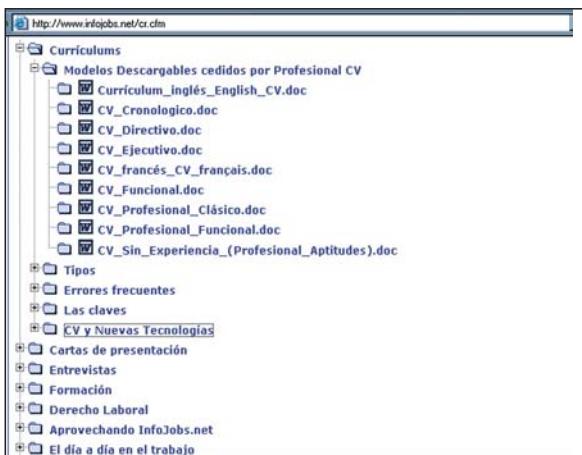 http://www.infojobs.net/cr.cfm
Currículums
Modelos Descargables cedidos por Profesional CV
Currículum_inglés_English_CV.doc
CV_Cronologico.doc
CV_Directivo.doc
CV_Ejecutivo.doc
CV_francés_CV_français.doc
CV_Funcional.doc
CV_Profesional_Clásico.doc
CV_Profesional_Funcional.doc
CV_Sin_Experiencia_(Profesional_Aptitudes).doc
Tipos
Errores frecuentes
Las claves
CV y Nuevas Tecnologías
Cartas de presentación
Entrevistas
Formación
Derecho Laboral
Aprovechando InfoJobs.net
El día a día en el trabajo